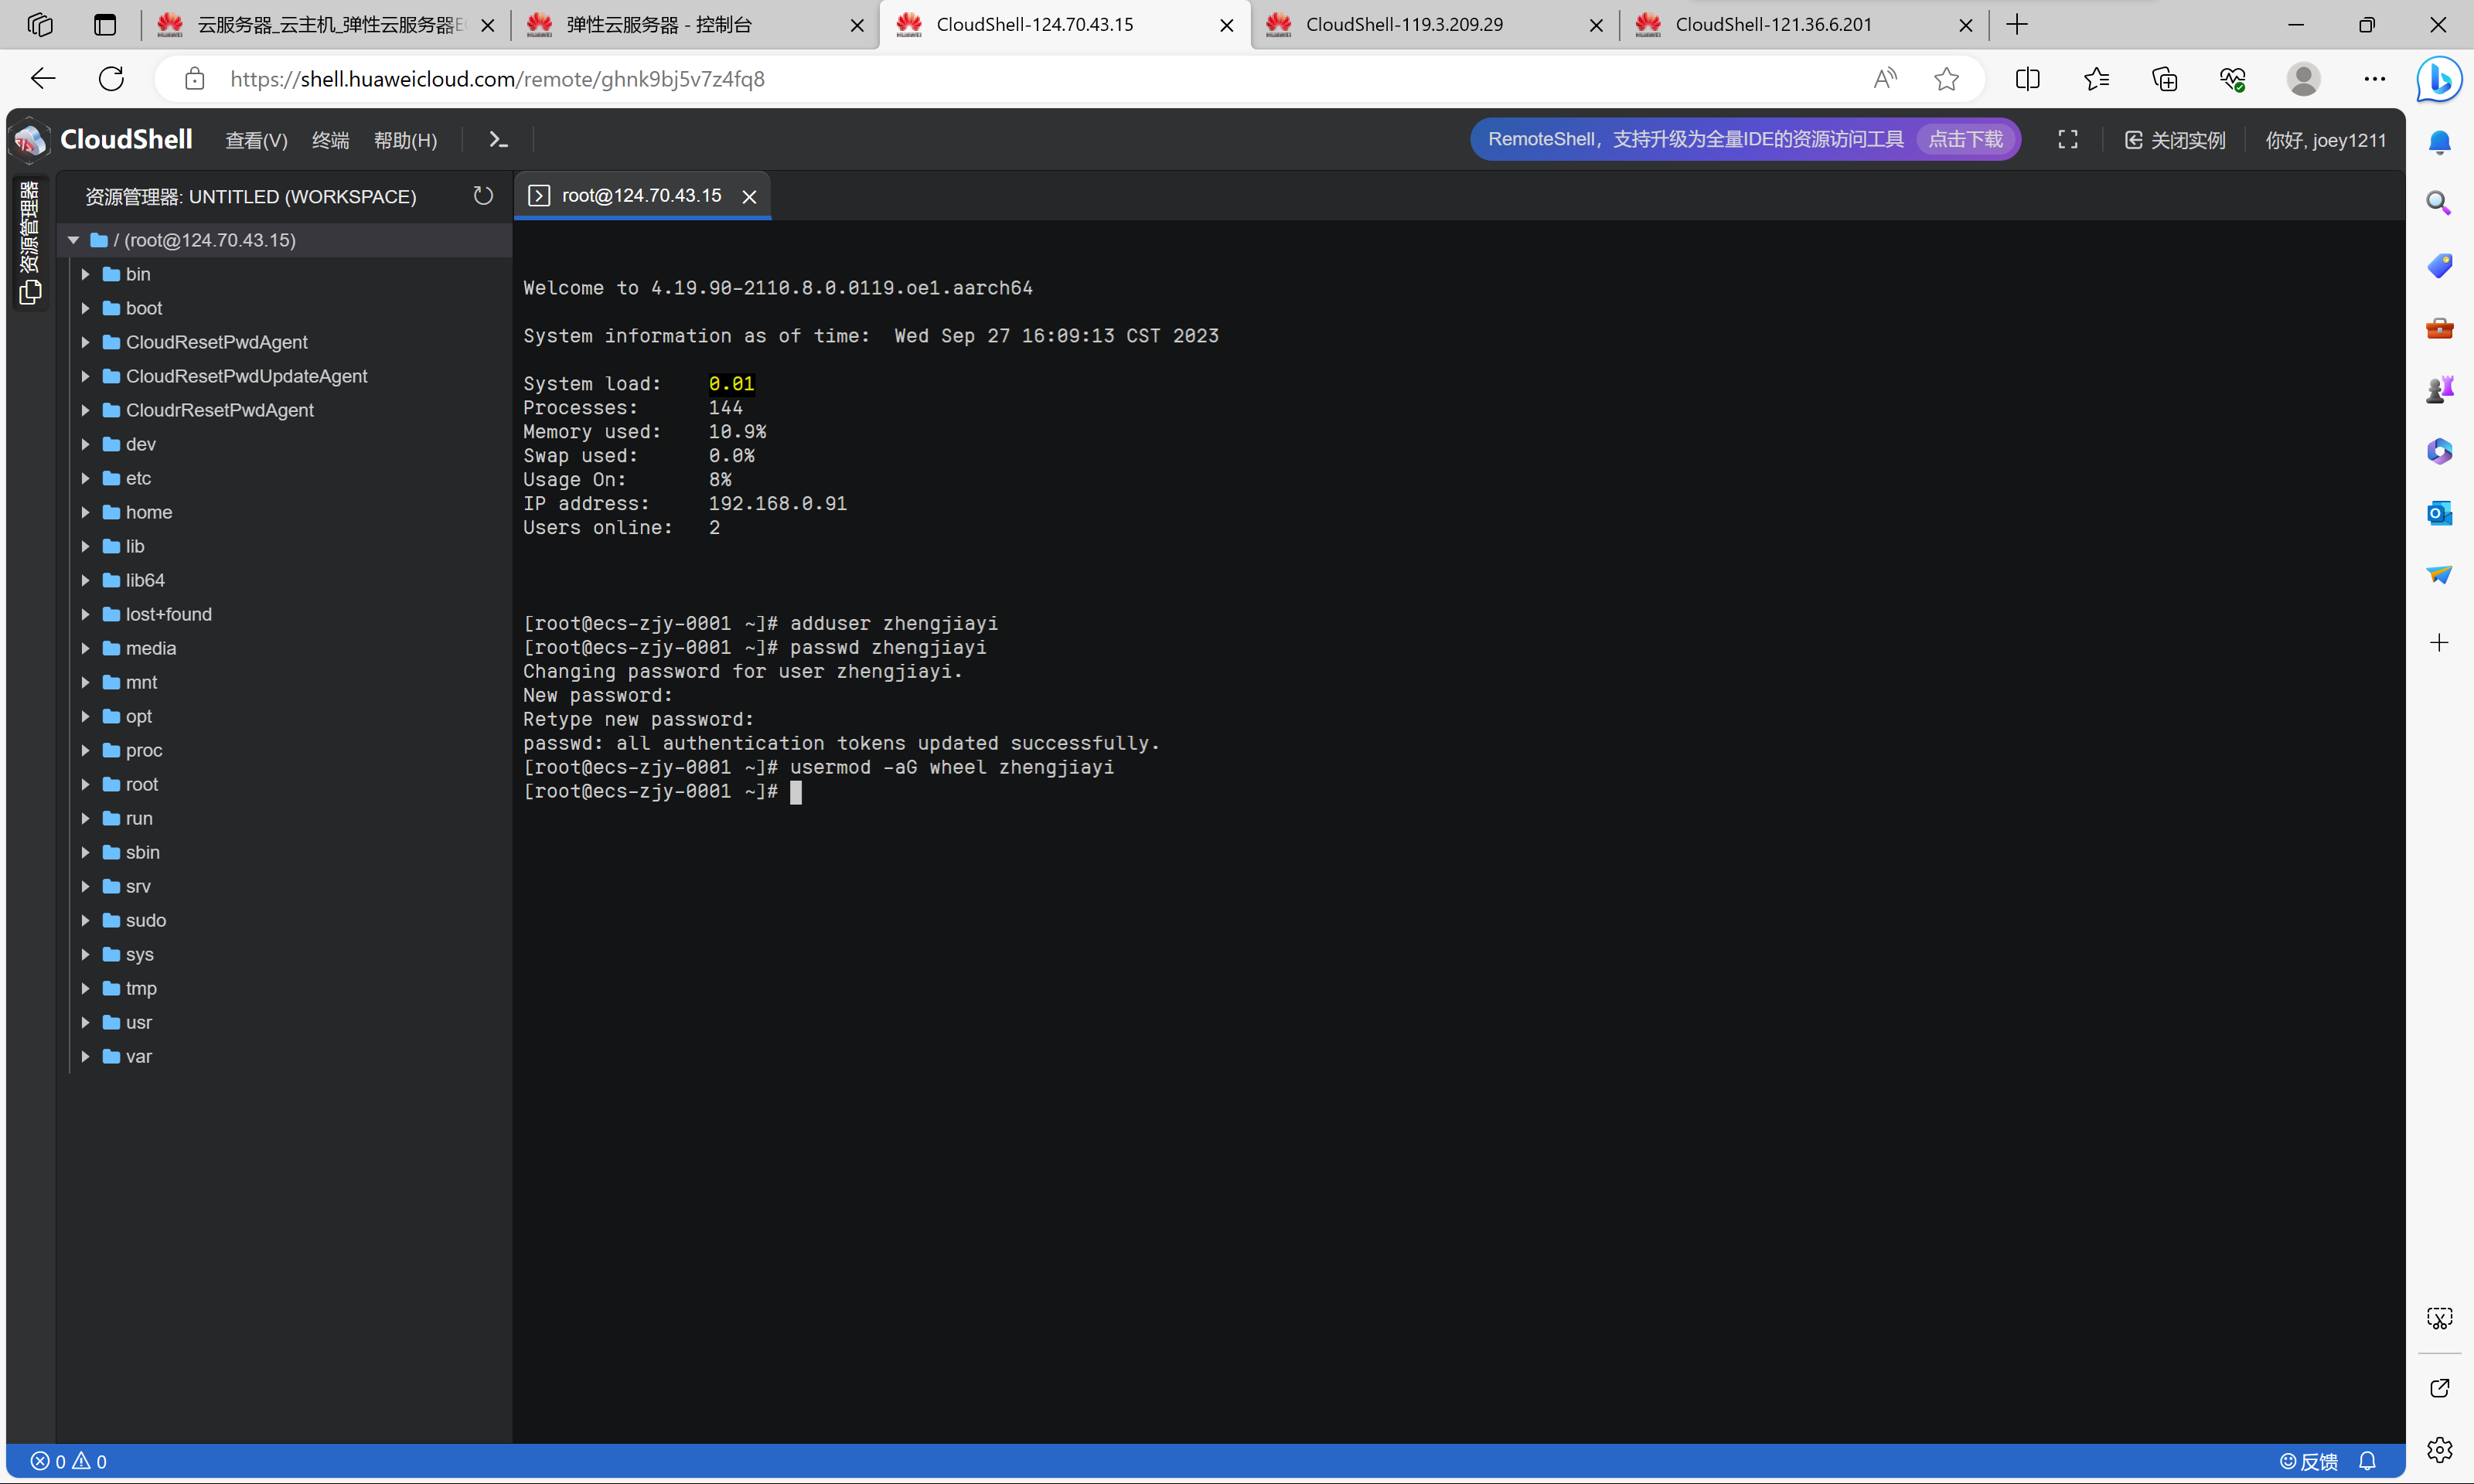 云服务器_云主机_弹性云服务器E
弹性云服务器 - 控制台
CloudShell-124.70.43.15
CloudShell-119.3.209.29
CloudShell-121.36.6.201
https://shell.huaweicloud.com/remote/ghnk9bj5v7z4fq8
CloudShell 查看(V) 终端 帮助(H)
RemoteShell，支持升级为全量IDE的资源访问工具 点击下载
关闭实例
你好, joey1211
资源管理器
资源管理器: UNTITLED (WORKSPACE)
/ (root@124.70.43.15)
bin
boot
CloudResetPwdAgent
CloudResetPwdUpdateAgent
CloudrResetPwdAgent
dev
etc
home
lib
lib64
lost+found
media
mnt
opt
proc
root
run
sbin
srv
sudo
sys
tmp
usr
var
root@124.70.43.15
Welcome to 4.19.90-2110.8.0.0119.oe1.aarch64
System information as of time:  Wed Sep 27 16:09:13 CST 2023
System load:    0.01
Processes:      144
Memory used:    10.9%
Swap used:      0.0%
Usage On:       8%
IP address:     192.168.0.91
Users online:   2
[root@ecs-zjy-0001 ~]# adduser zhengjiayi
[root@ecs-zjy-0001 ~]# passwd zhengjiayi
Changing password for user zhengjiayi.
New password:
Retype new password:
passwd: all authentication tokens updated successfully.
[root@ecs-zjy-0001 ~]# usermod -aG wheel zhengjiayi
[root@ecs-zjy-0001 ~]#
0 0
反馈